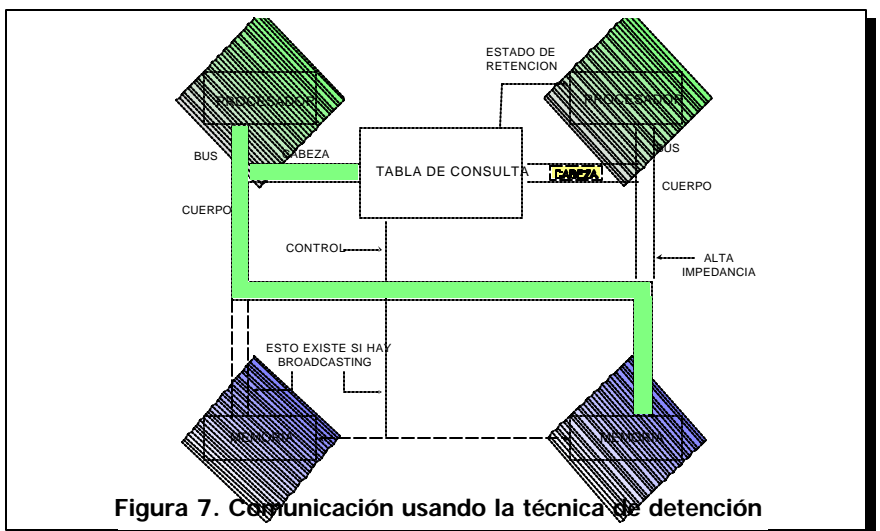 ESTADO DE
RETENCION
PROCESADOR
PROCESADOR
BUS
CABEZA
TABLA DE CONSULTA
CABEZA
BUS
CUERPO
CUERPO
CONTROL
ALTA
IMPEDANCIA
ESTO EXISTE SI HAY
BROADCASTING
MEMORIA
MEMORIA
Figura 7. Comunicación usando la técnica de detención